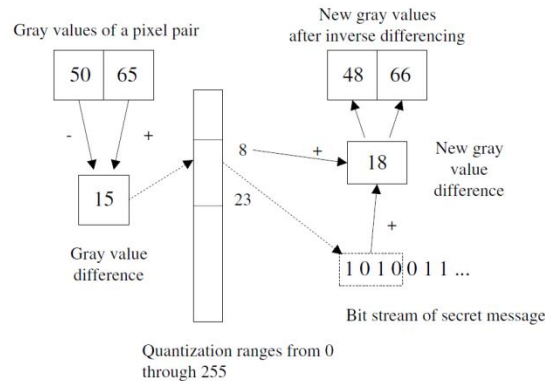 Gray values of a pixel pair
50 65
- +
15
Gray value
difference
8
23
Quantization ranges from 0
through 255
New gray values
after inverse differencing
48 66
+
18
New gray
value
difference
+
1 0 1 0 0 1 1 ...
Bit stream of secret message